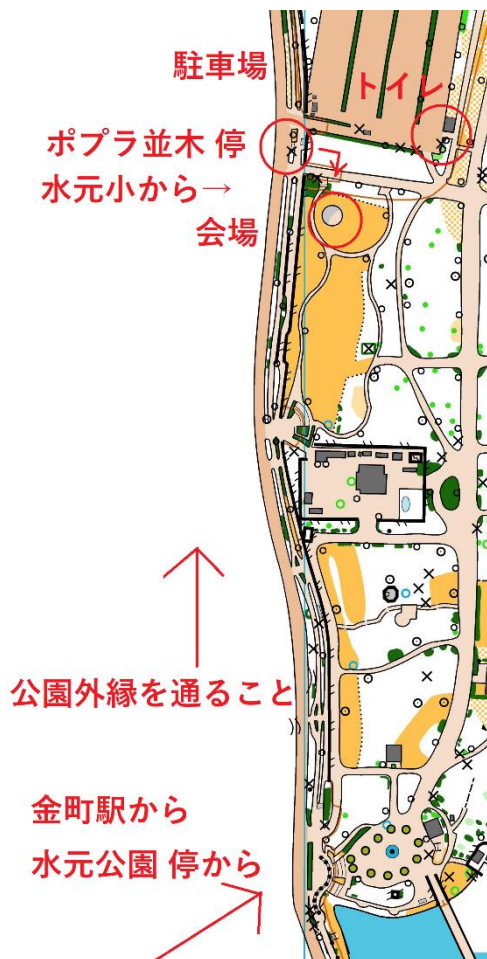 駐車場
トイレ
ポプラ並木 停
水元小から→
会場
公園外縁を通ること
金町駅から
水元公園 停から